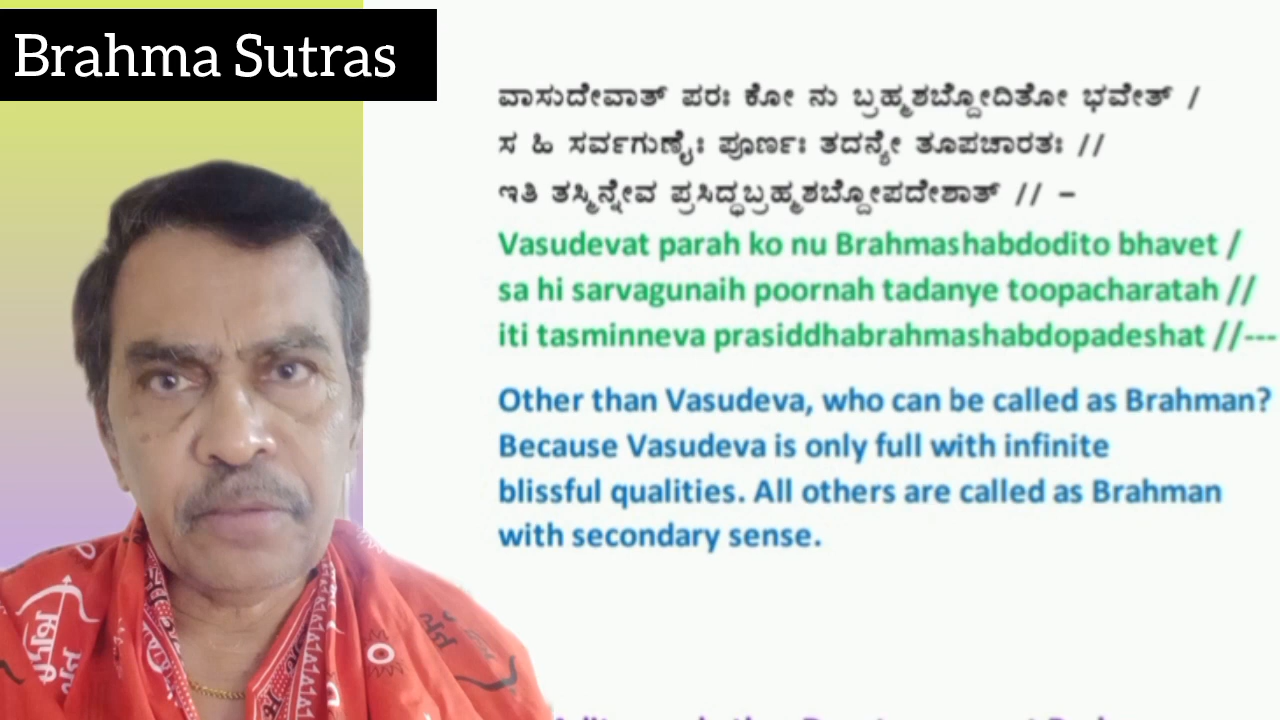 Brahma Sutras
ವಾಸುದೇವಾತ್ ಪರಃ ಕೋ ನು ಬ್ರಹ್ಮಶಬ್ದೋದಿತೋ ಭವೇತ್ /
ಸ ಹಿ ಸರ್ವಗುಣೈಃ ಪೂರ್ಣಃ ತದನ್ಯೇ ತೂಪಚಾರತಃ //
ಇತಿ ತಸ್ಮಿನ್ನೇವ ಪ್ರಸಿದ್ಧಬ್ರಹ್ಮಶಬ್ದೋಪದೇಶಾತ್ // –
Vasudevat parah ko nu Brahmashabdodito bhavet /
sa hi sarvagunaih poornah tadanye toopacharatah //
iti tasminneva prasiddhabrahmashabdopadeshat //---
Other than Vasudeva, who can be called as Brahman?
Because Vasudeva is only full with infinite
blissful qualities. All others are called as Brahman
with secondary sense.